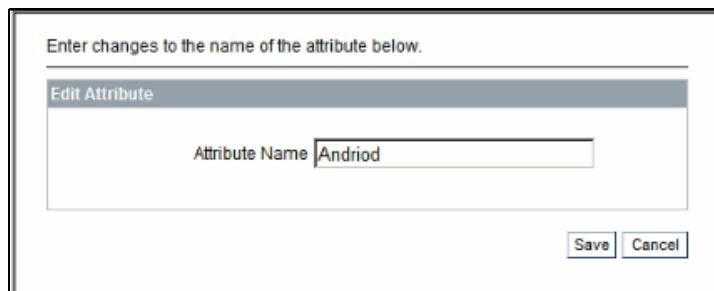 Enter changes to the name of the attribute below.
Edit Attribute
Attribute Name Andriod
Save Cancel